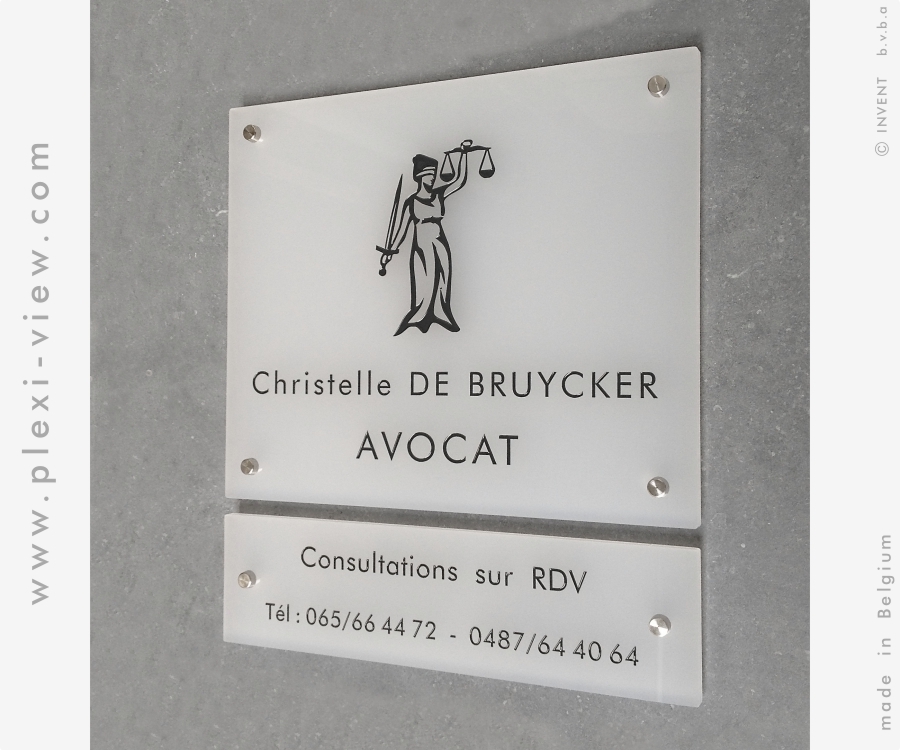 www.plexi-view.com
Christelle DE BRUYCKER
AVOCAT
Consultations sur RDV
Tél : 065/66 44 72 - 0487/64 40 64
© INVENT b.v.b.a
made in Belgium